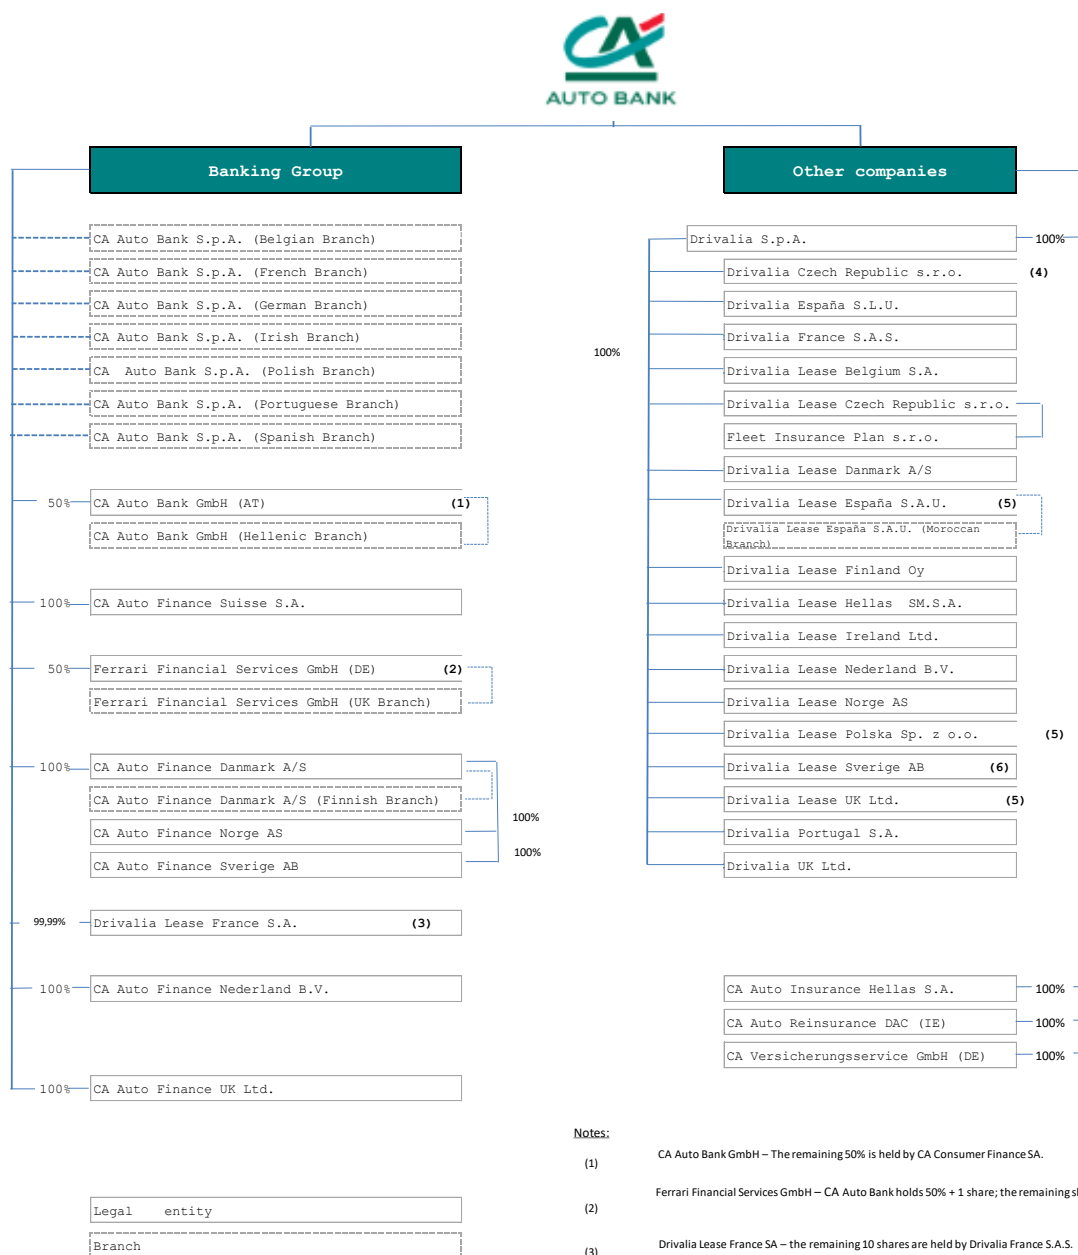 CA
AUTO BANK
Banking Group
CA Auto Bank S.p.A. (Belgian Branch)
CA Auto Bank S.p.A. (French Branch)
CA Auto Bank S.p.A. (German Branch)
CA Auto Bank S.p.A. (Irish Branch)
CA Auto Bank S.p.A. (Polish Branch)
CA Auto Bank S.p.A. (Portuguese Branch)
CA Auto Bank S.p.A. (Spanish Branch)
50% CA Auto Bank GmbH (AT) (1)
CA Auto Bank GmbH (Hellenic Branch)
100% CA Auto Finance Suisse S.A.
50% Ferrari Financial Services GmbH (DE) (2)
Ferrari Financial Services GmbH (UK Branch)
100% CA Auto Finance Danmark A/S
CA Auto Finance Danmark A/S (Finnish Branch)
100%
CA Auto Finance Norge AS
100%
CA Auto Finance Sverige AB
99,99% Drivalia Lease France S.A. (3)
100% CA Auto Finance Nederland B.V.
100% CA Auto Finance UK Ltd.
Legal entity
Branch
Other companies
Drivalia S.p.A. 100%
Drivalia Czech Republic s.r.o. (4)
Drivalia España S.L.U.
Drivalia France S.A.S.
100%
Drivalia Lease Belgium S.A.
Drivalia Lease Czech Republic s.r.o.
Fleet Insurance Plan s.r.o.
Drivalia Lease Danmark A/S
Drivalia Lease España S.A.U. (5)
Drivalia Lease España S.A.U. (Moroccan
Branch)
Drivalia Lease Finland Oy
Drivalia Lease Hellas SM.S.A.
Drivalia Lease Ireland Ltd.
Drivalia Lease Nederland B.V.
Drivalia Lease Norge AS
Drivalia Lease Polska Sp. z o.o. (5)
Drivalia Lease Sverige AB (6)
Drivalia Lease UK Ltd. (5)
Drivalia Portugal S.A.
Drivalia UK Ltd.
CA Auto Insurance Hellas S.A. 100%
CA Auto Reinsurance DAC (IE) 100%
CA Versicherungsservice GmbH (DE) 100%
Notes:
(1) CA Auto Bank GmbH – The remaining 50% is held by CA Consumer Finance SA.
(2) Ferrari Financial Services GmbH – CA Auto Bank holds 50% + 1 share; the remaining
(3) Drivalia Lease France SA – the remaining 10 shares are held by Drivalia France S.A.S.